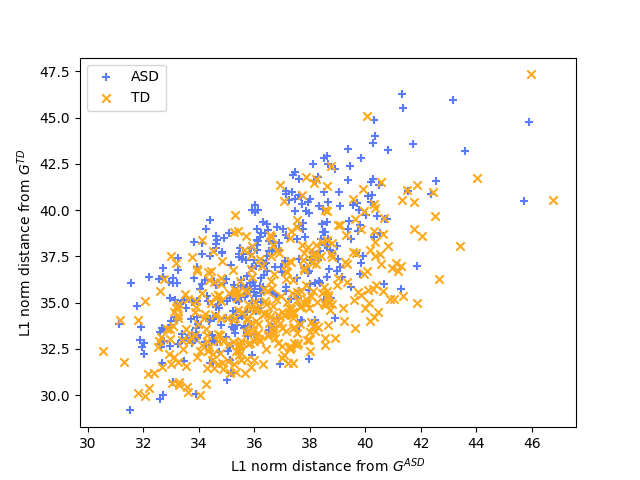 47.5
45.0
42.5
40.0
37.5
35.0
32.5
30.0
L1 norm distance from G^{TD}
ASD
TD
30 32 34 36 38 40 42 44 46
L1 norm distance from G^{ASD}